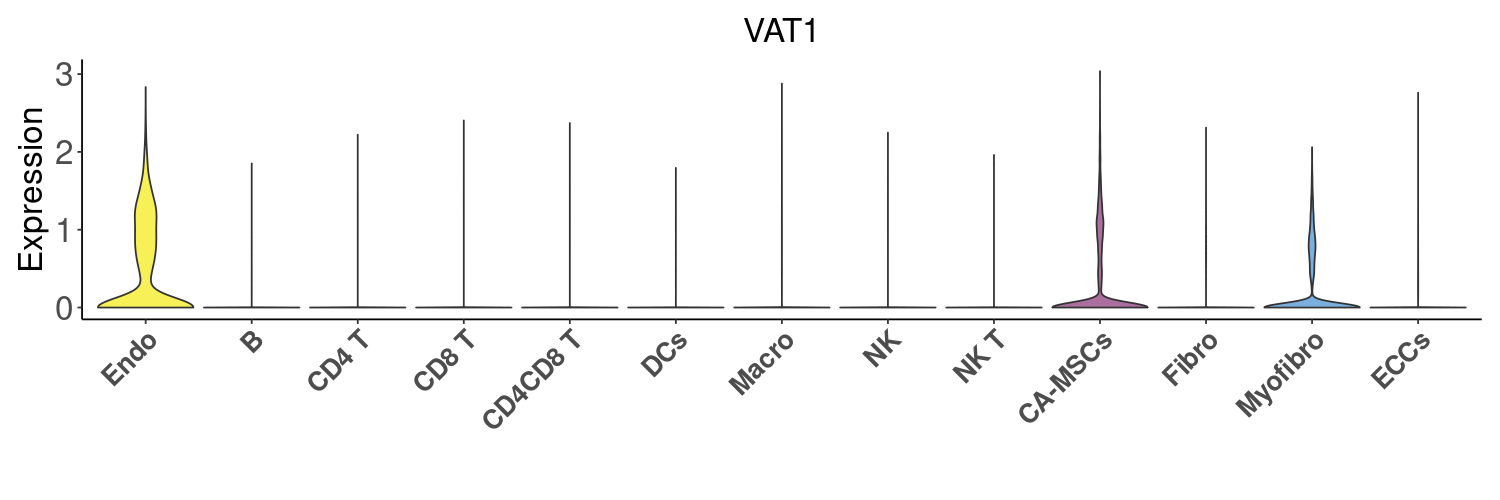 VAT1
Expression
3
2
1
0
Endo
B
CD4 T
CD8 T
CD4CD8 T
DCs
Macro
NK
NK T
CA-MSCs
Fibro
Myofibro
ECCs